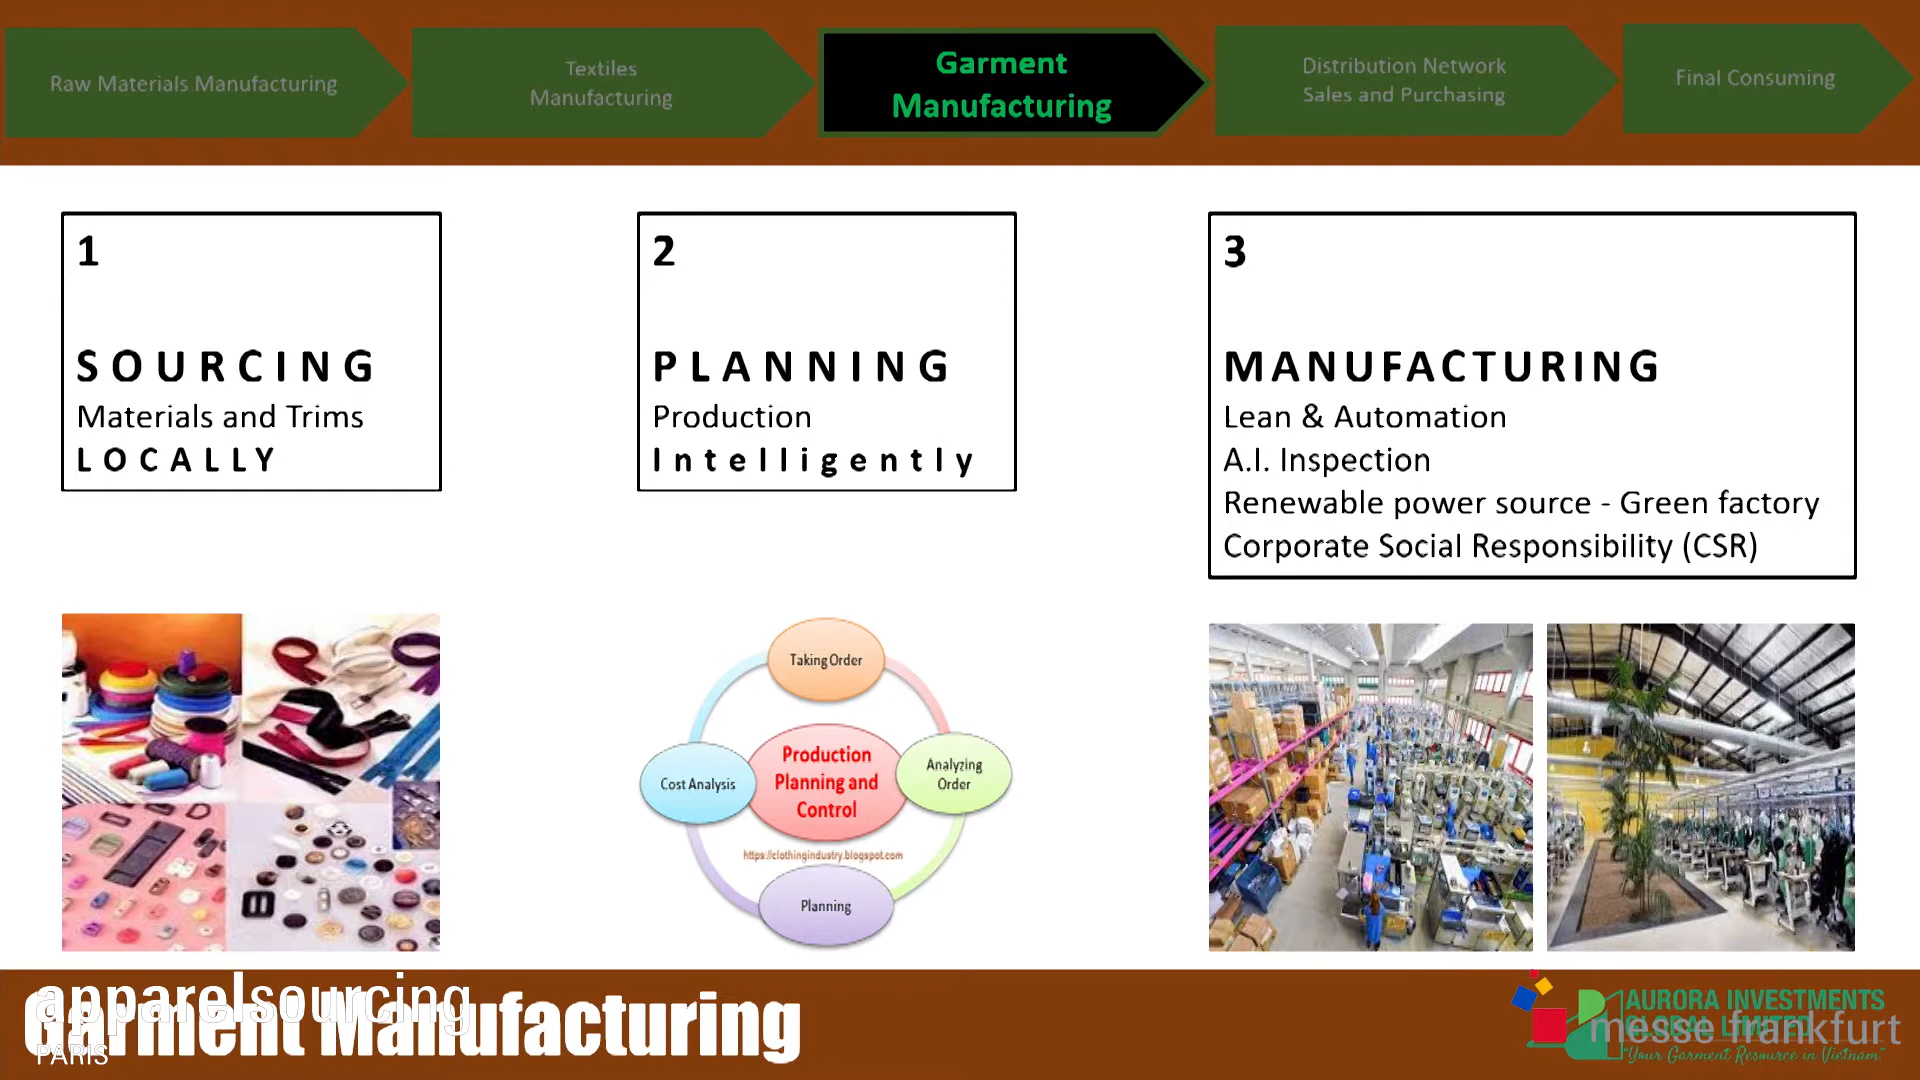 Raw Materials Manufacturing
Textiles
Manufacturing
Garment
Manufacturing
Distribution Network
Sales and Purchasing
Final Consuming
1
SOURCING
Materials and Trims
LOCALLY
2
PLANNING
Production
Intelligently
3
MANUFACTURING
Lean & Automation
A.I. Inspection
Renewable power source - Green factory
Corporate Social Responsibility (CSR)
Taking Order
Production
Planning and
Control
Analyzing
Order
Cost Analysis
https://clothingindustry.blogspot.com
Planning
apparelsourcing
PARIS
Garment Manufacturing
AURORA INVESTMENTS
GLOBAL LIMITED
messe frankfurt
"Your Garment Resource in Vietnam"